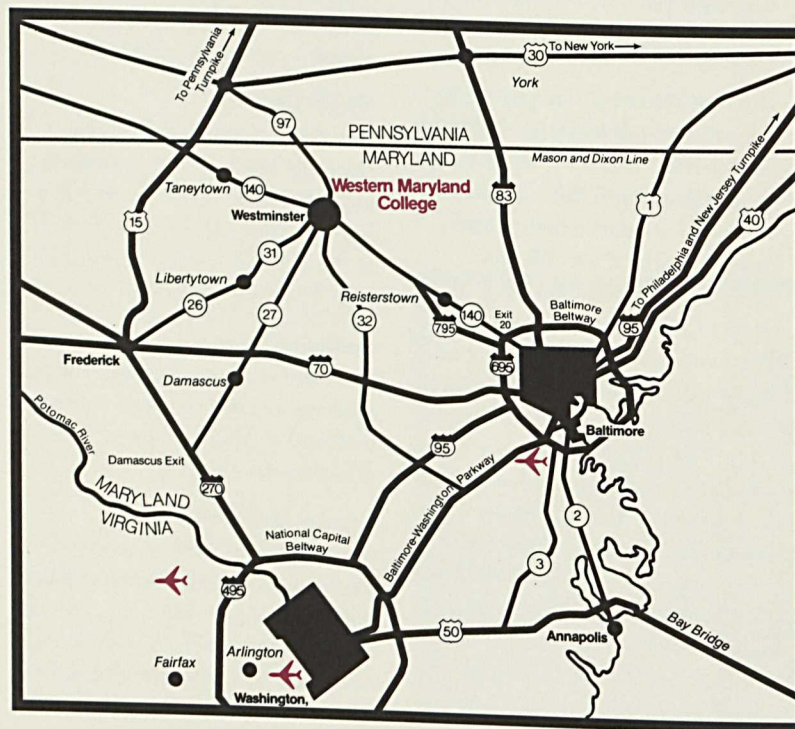 To Pennsylvania
Turnpike
30
To New York
York
97
PENNSYLVANIA
MARYLAND
Mason and Dixon Line
Taneytown
140
Western Maryland
College
Westminster
83
1
40
To Philadelphia and New Jersey Turnpike
15
31
Libertytown
26
27
Reisterstown
32
140
795
Exit
20
Baltimore
Beltway
95
695
Frederick
70
Damascus
Potomac River
Baltimore
95
Damascus Exit
270
MARYLAND
VIRGINIA
National Capital
Beltway
Baltimore-Washington Parkway
2
3
495
50
Annapolis
Bay Bridge
Fairfax
Arlington
Washington,